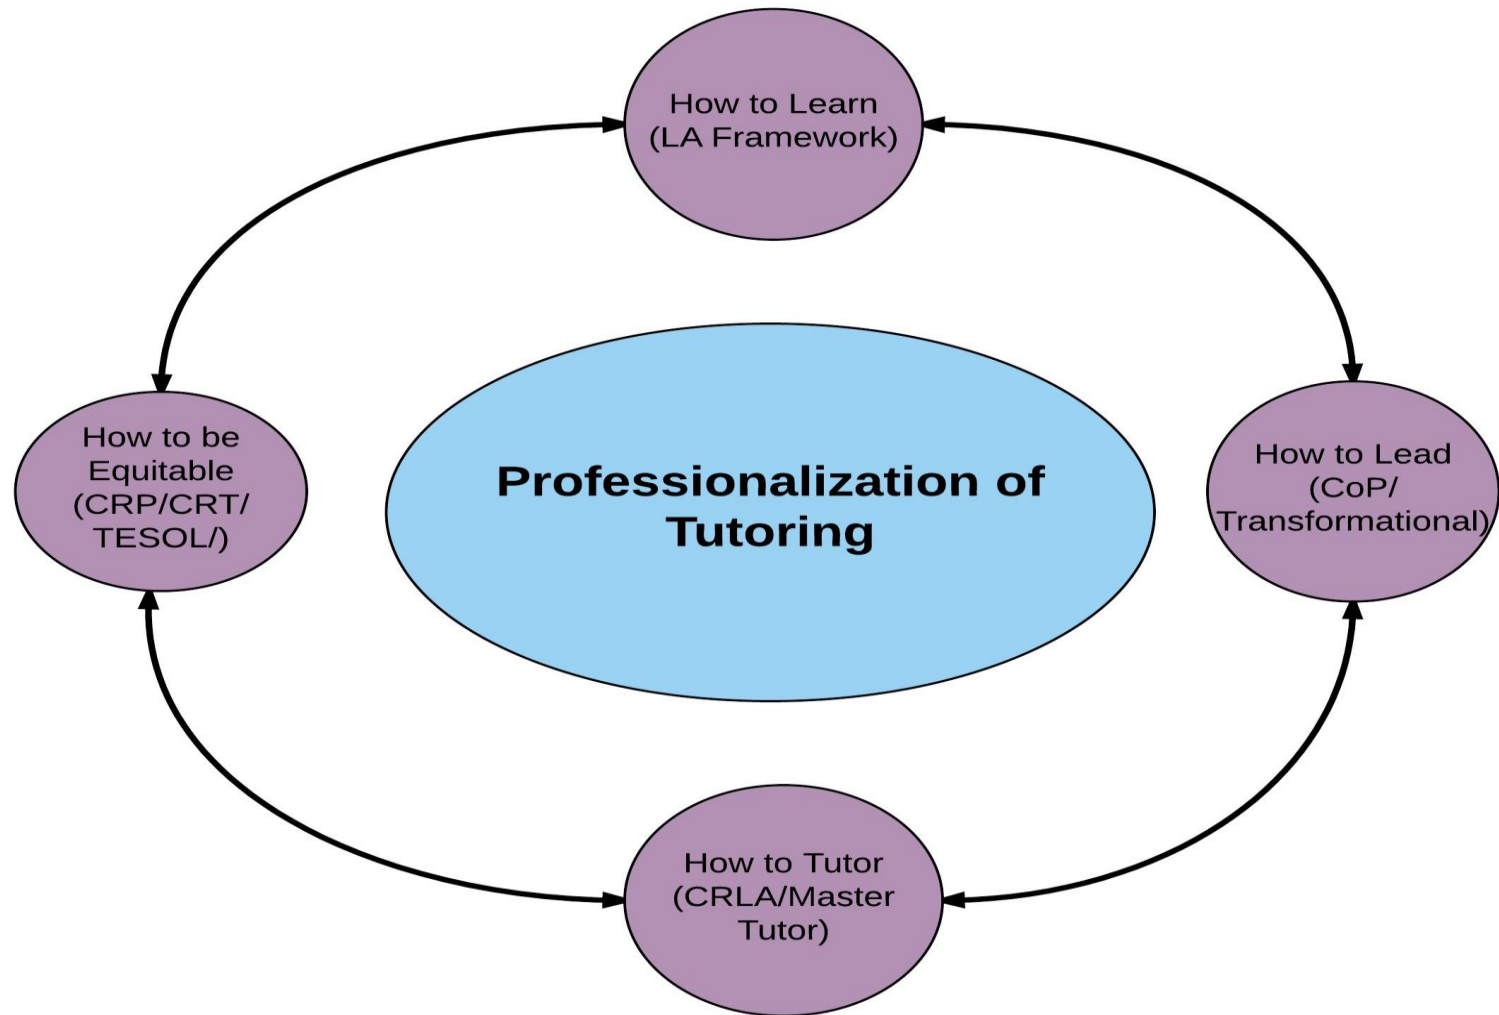 How to Learn
(LA Framework)
How to be
Equitable
(CRP/CRT/
TESOL/)
Professionalization of
Tutoring
How to Lead
(CoP/
Transformational)
How to Tutor
(CRLA/Master
Tutor)